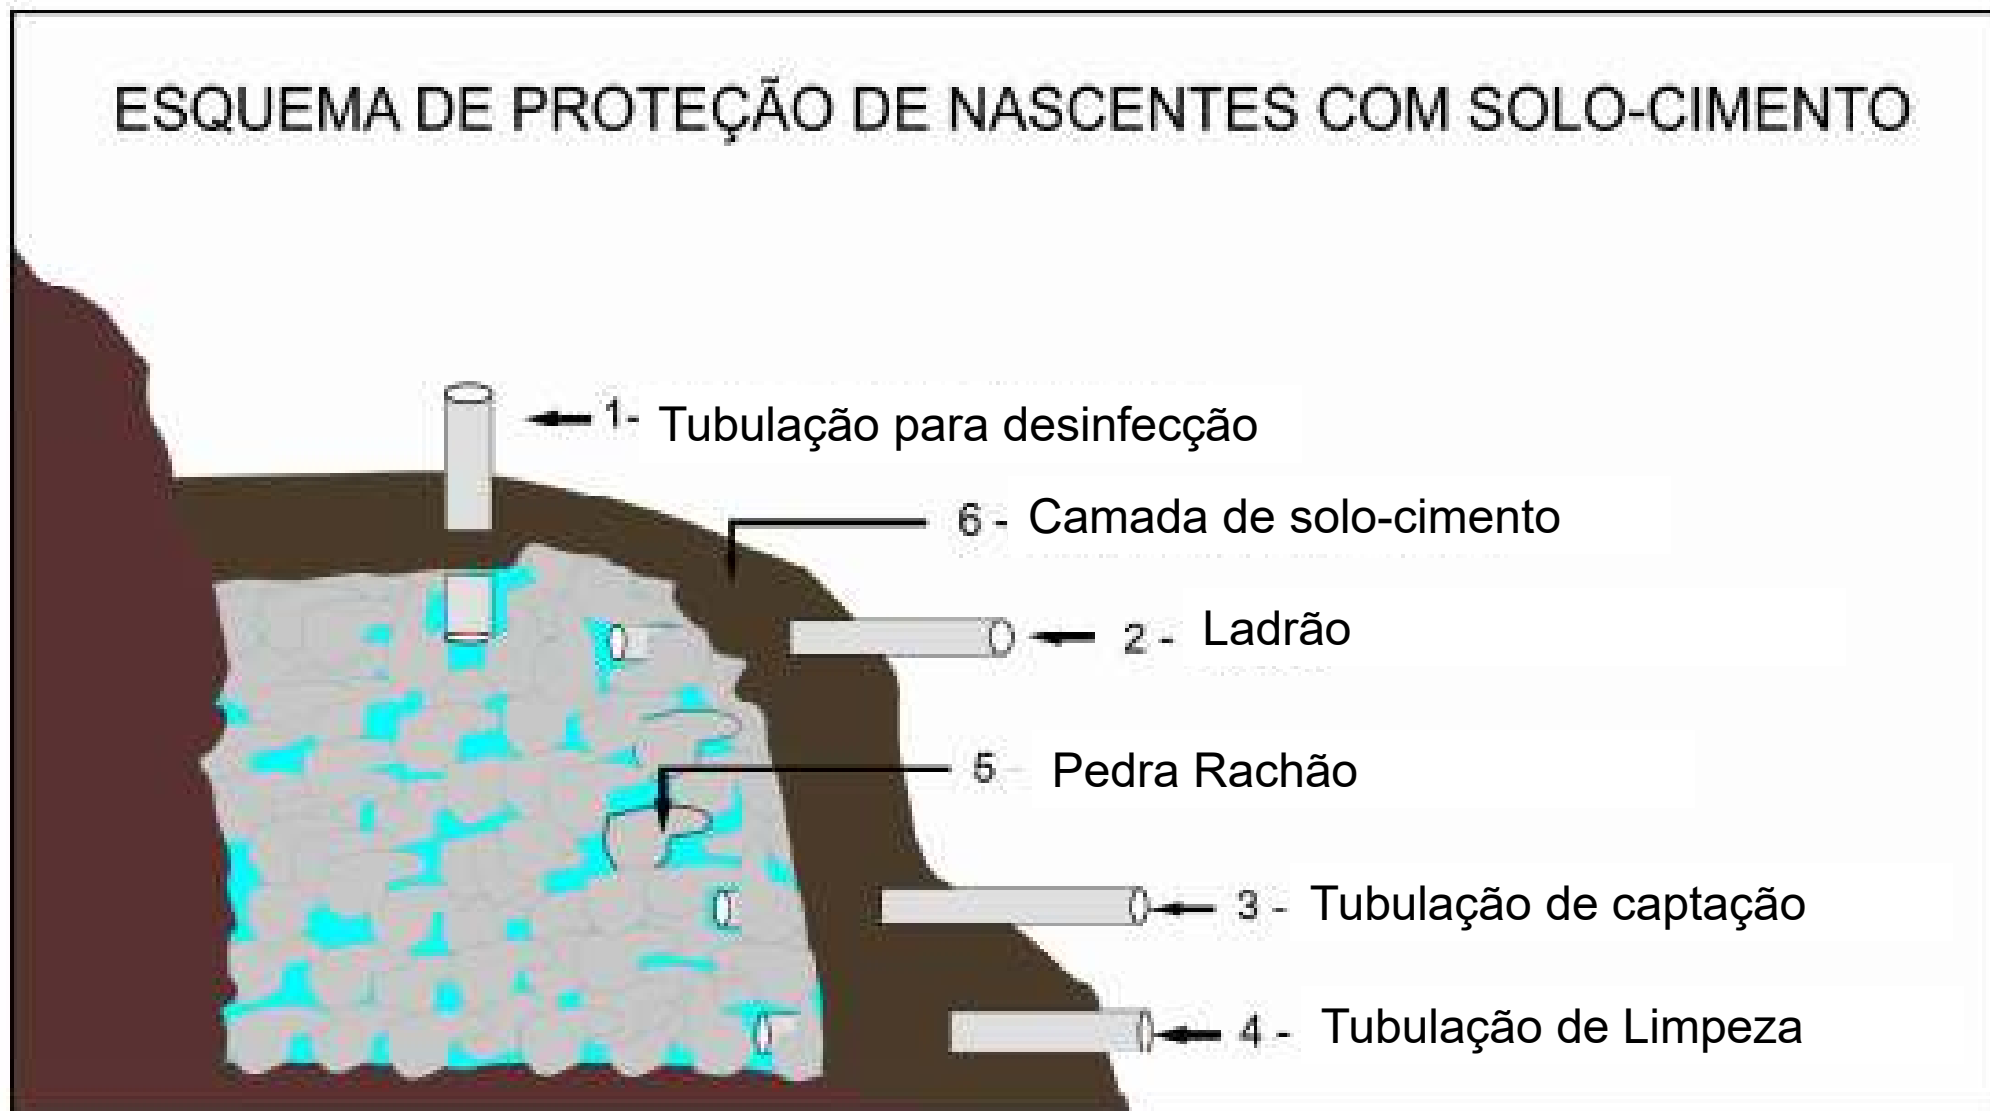 ESQUEMA DE PROTEÇÃO DE NASCENTES COM SOLO-CIMENTO
1- Tubulação para desinfecção
6 - Camada de solo-cimento
2 - Ladrão
5 - Pedra Rachão
3 - Tubulação de captação
4 - Tubulação de Limpeza